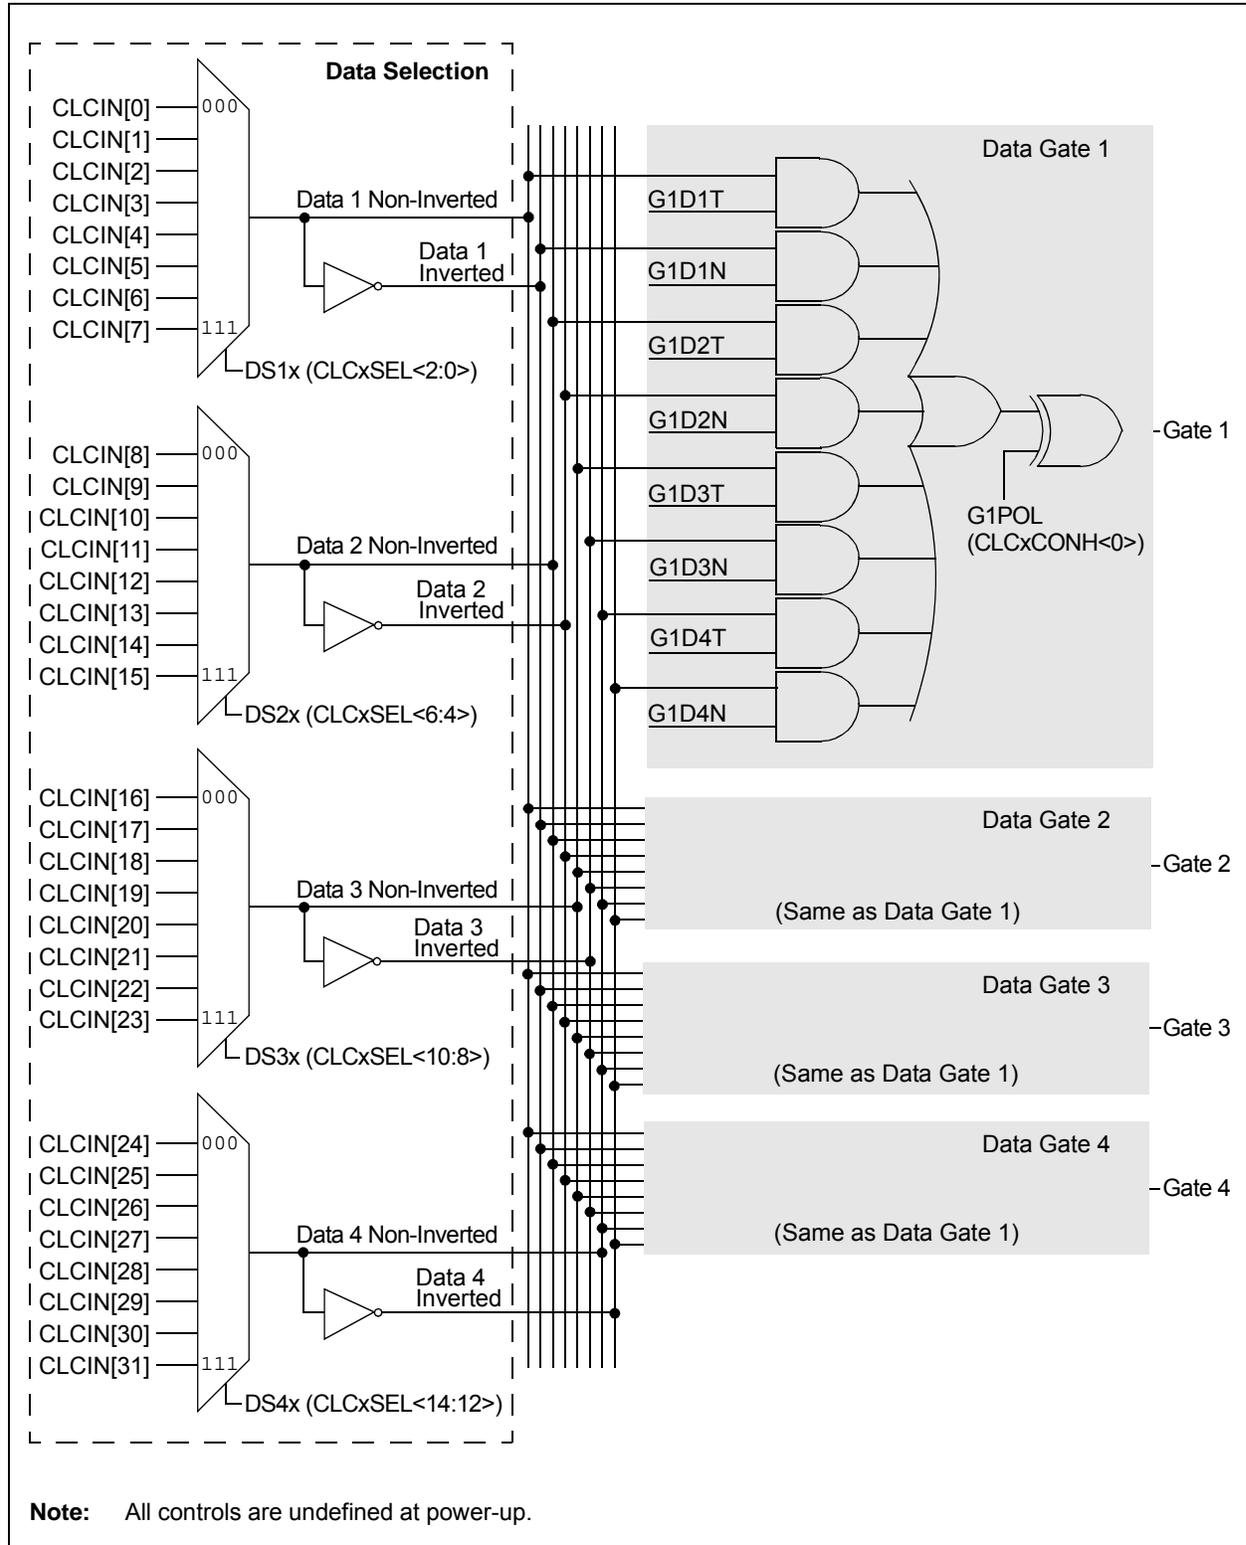 Data Selection
CLCIN[0]
CLCIN[1]
CLCIN[2]
CLCIN[3]
CLCIN[4]
CLCIN[5]
CLCIN[6]
CLCIN[7]
000
111
DS1x (CLCxSEL<2:0>)
Data 1 Non-Inverted
Data 1
Inverted
CLCIN[8]
CLCIN[9]
CLCIN[10]
CLCIN[11]
CLCIN[12]
CLCIN[13]
CLCIN[14]
CLCIN[15]
000
111
DS2x (CLCxSEL<6:4>)
Data 2 Non-Inverted
Data 2
Inverted
CLCIN[16]
CLCIN[17]
CLCIN[18]
CLCIN[19]
CLCIN[20]
CLCIN[21]
CLCIN[22]
CLCIN[23]
000
111
DS3x (CLCxSEL<10:8>)
Data 3 Non-Inverted
Data 3
Inverted
CLCIN[24]
CLCIN[25]
CLCIN[26]
CLCIN[27]
CLCIN[28]
CLCIN[29]
CLCIN[30]
CLCIN[31]
000
111
DS4x (CLCxSEL<14:12>)
Data 4 Non-Inverted
Data 4
Inverted
Data Gate 1
G1D1T
G1D1N
G1D2T
G1D2N
G1D3T
G1D3N
G1D4T
G1D4N
G1POL
(CLCxCONH<0>)
Gate 1
Data Gate 2
(Same as Data Gate 1)
Gate 2
Data Gate 3
(Same as Data Gate 1)
Gate 3
Data Gate 4
(Same as Data Gate 1)
Gate 4
Note: All controls are undefined at power-up.